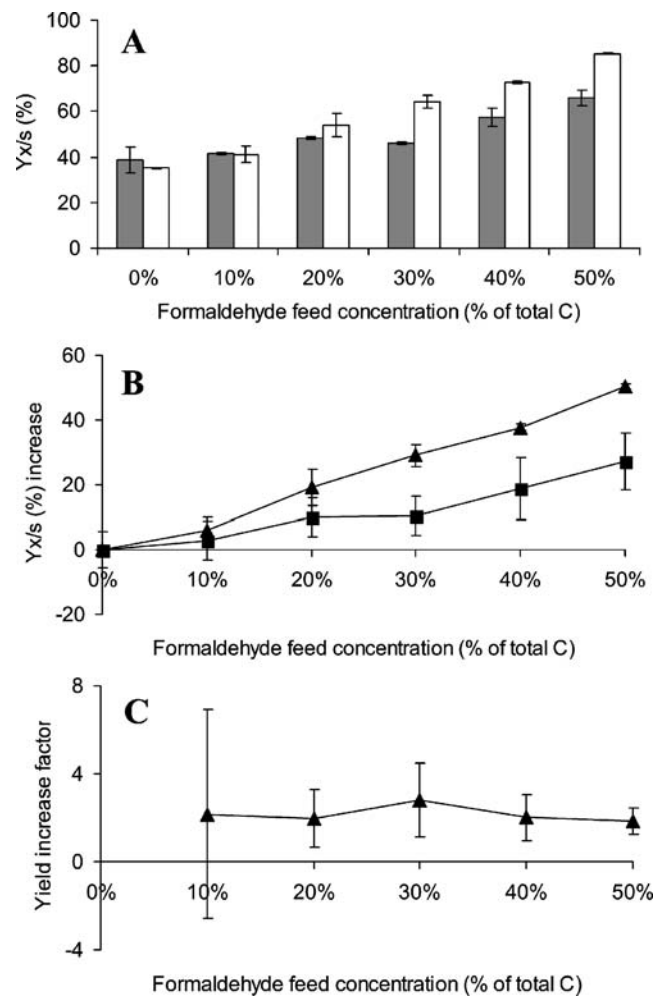 A
Yx/s (%)
100
80
60
40
20
0
0% 10% 20% 30% 40% 50%
Formaldehyde feed concentration (% of total C)
B
Yx/s (%) increase
60
40
20
0
-20
0% 10% 20% 30% 40% 50%
Formaldehyde feed concentration (% of total C)
C
Yield increase factor
8
4
0
-4
0% 10% 20% 30% 40% 50%
Formaldehyde feed concentration (% of total C)